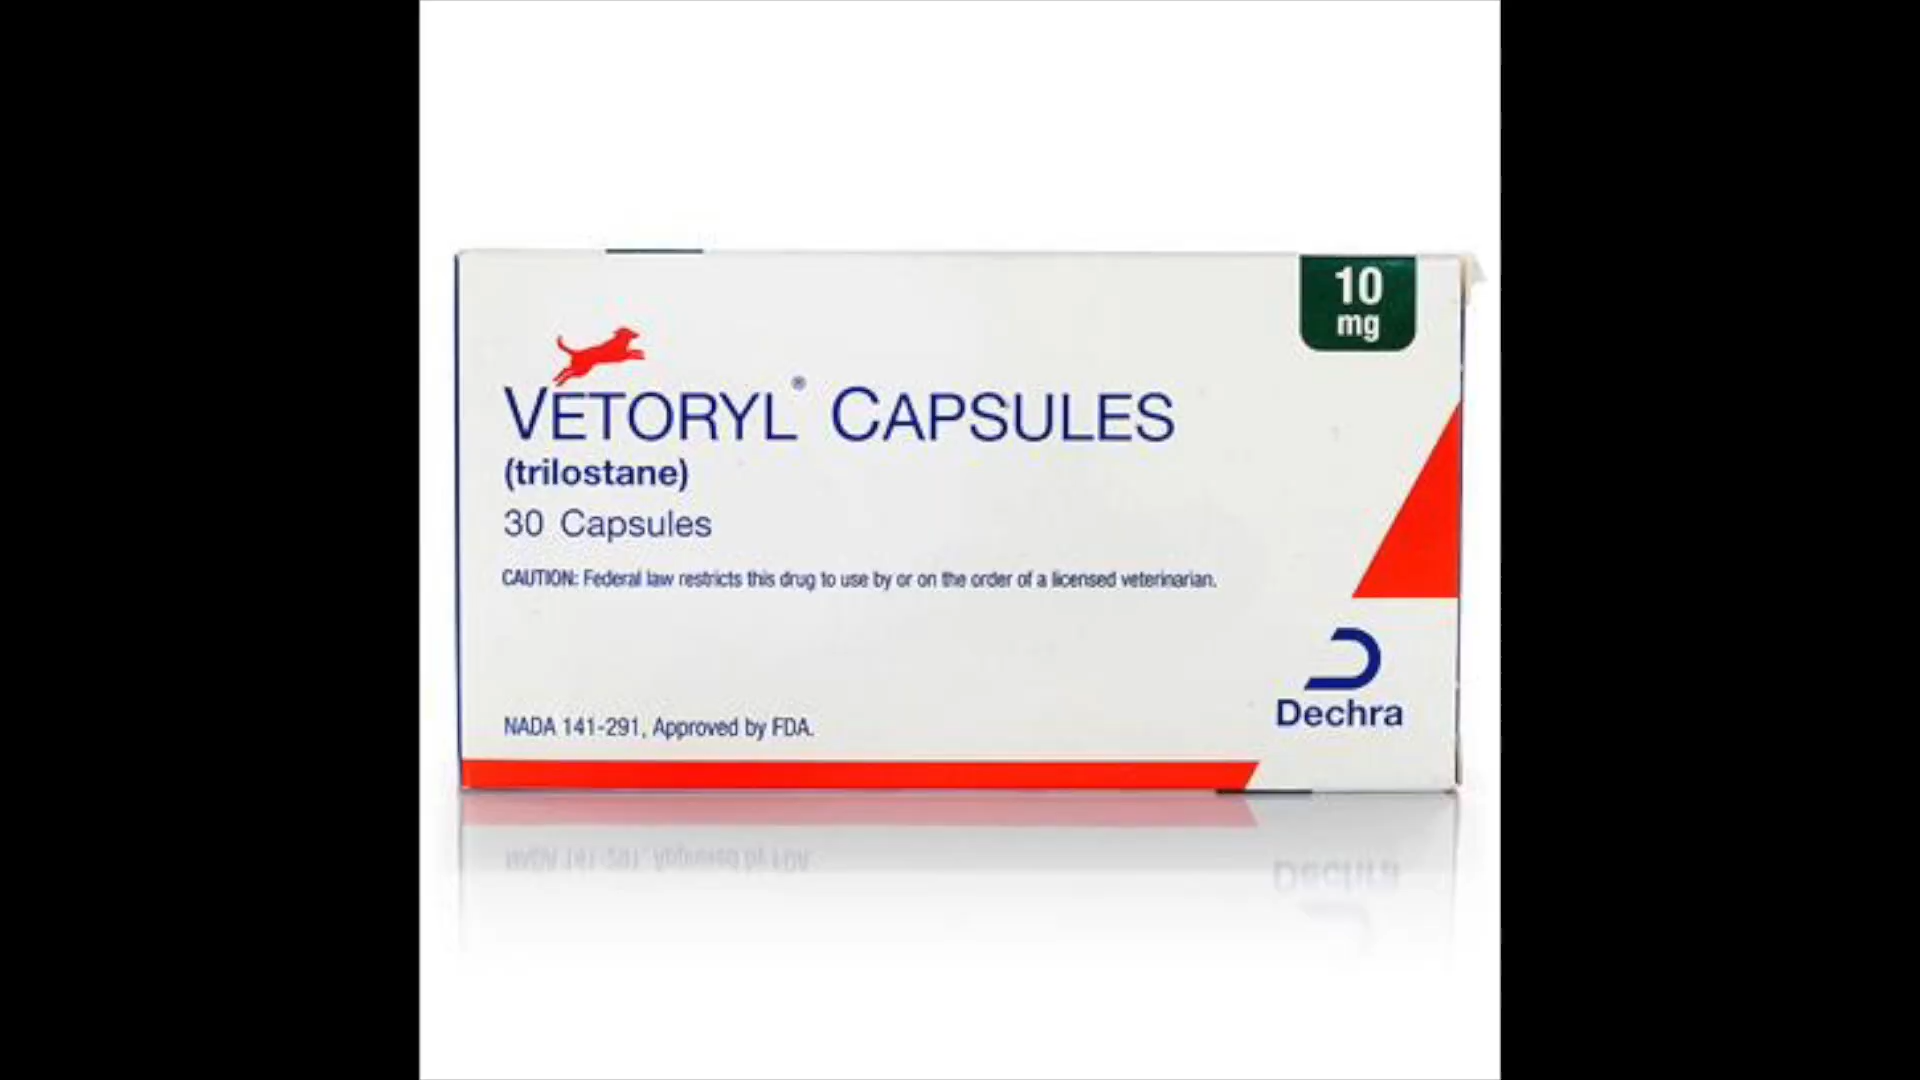 10
mg
VETORYL® CAPSULES
(trilostane)
30 Capsules
CAUTION: Federal law restricts this drug to use by or on the order of a licensed veterinarian.
Dechra
NADA 141-291, Approved by FDA.